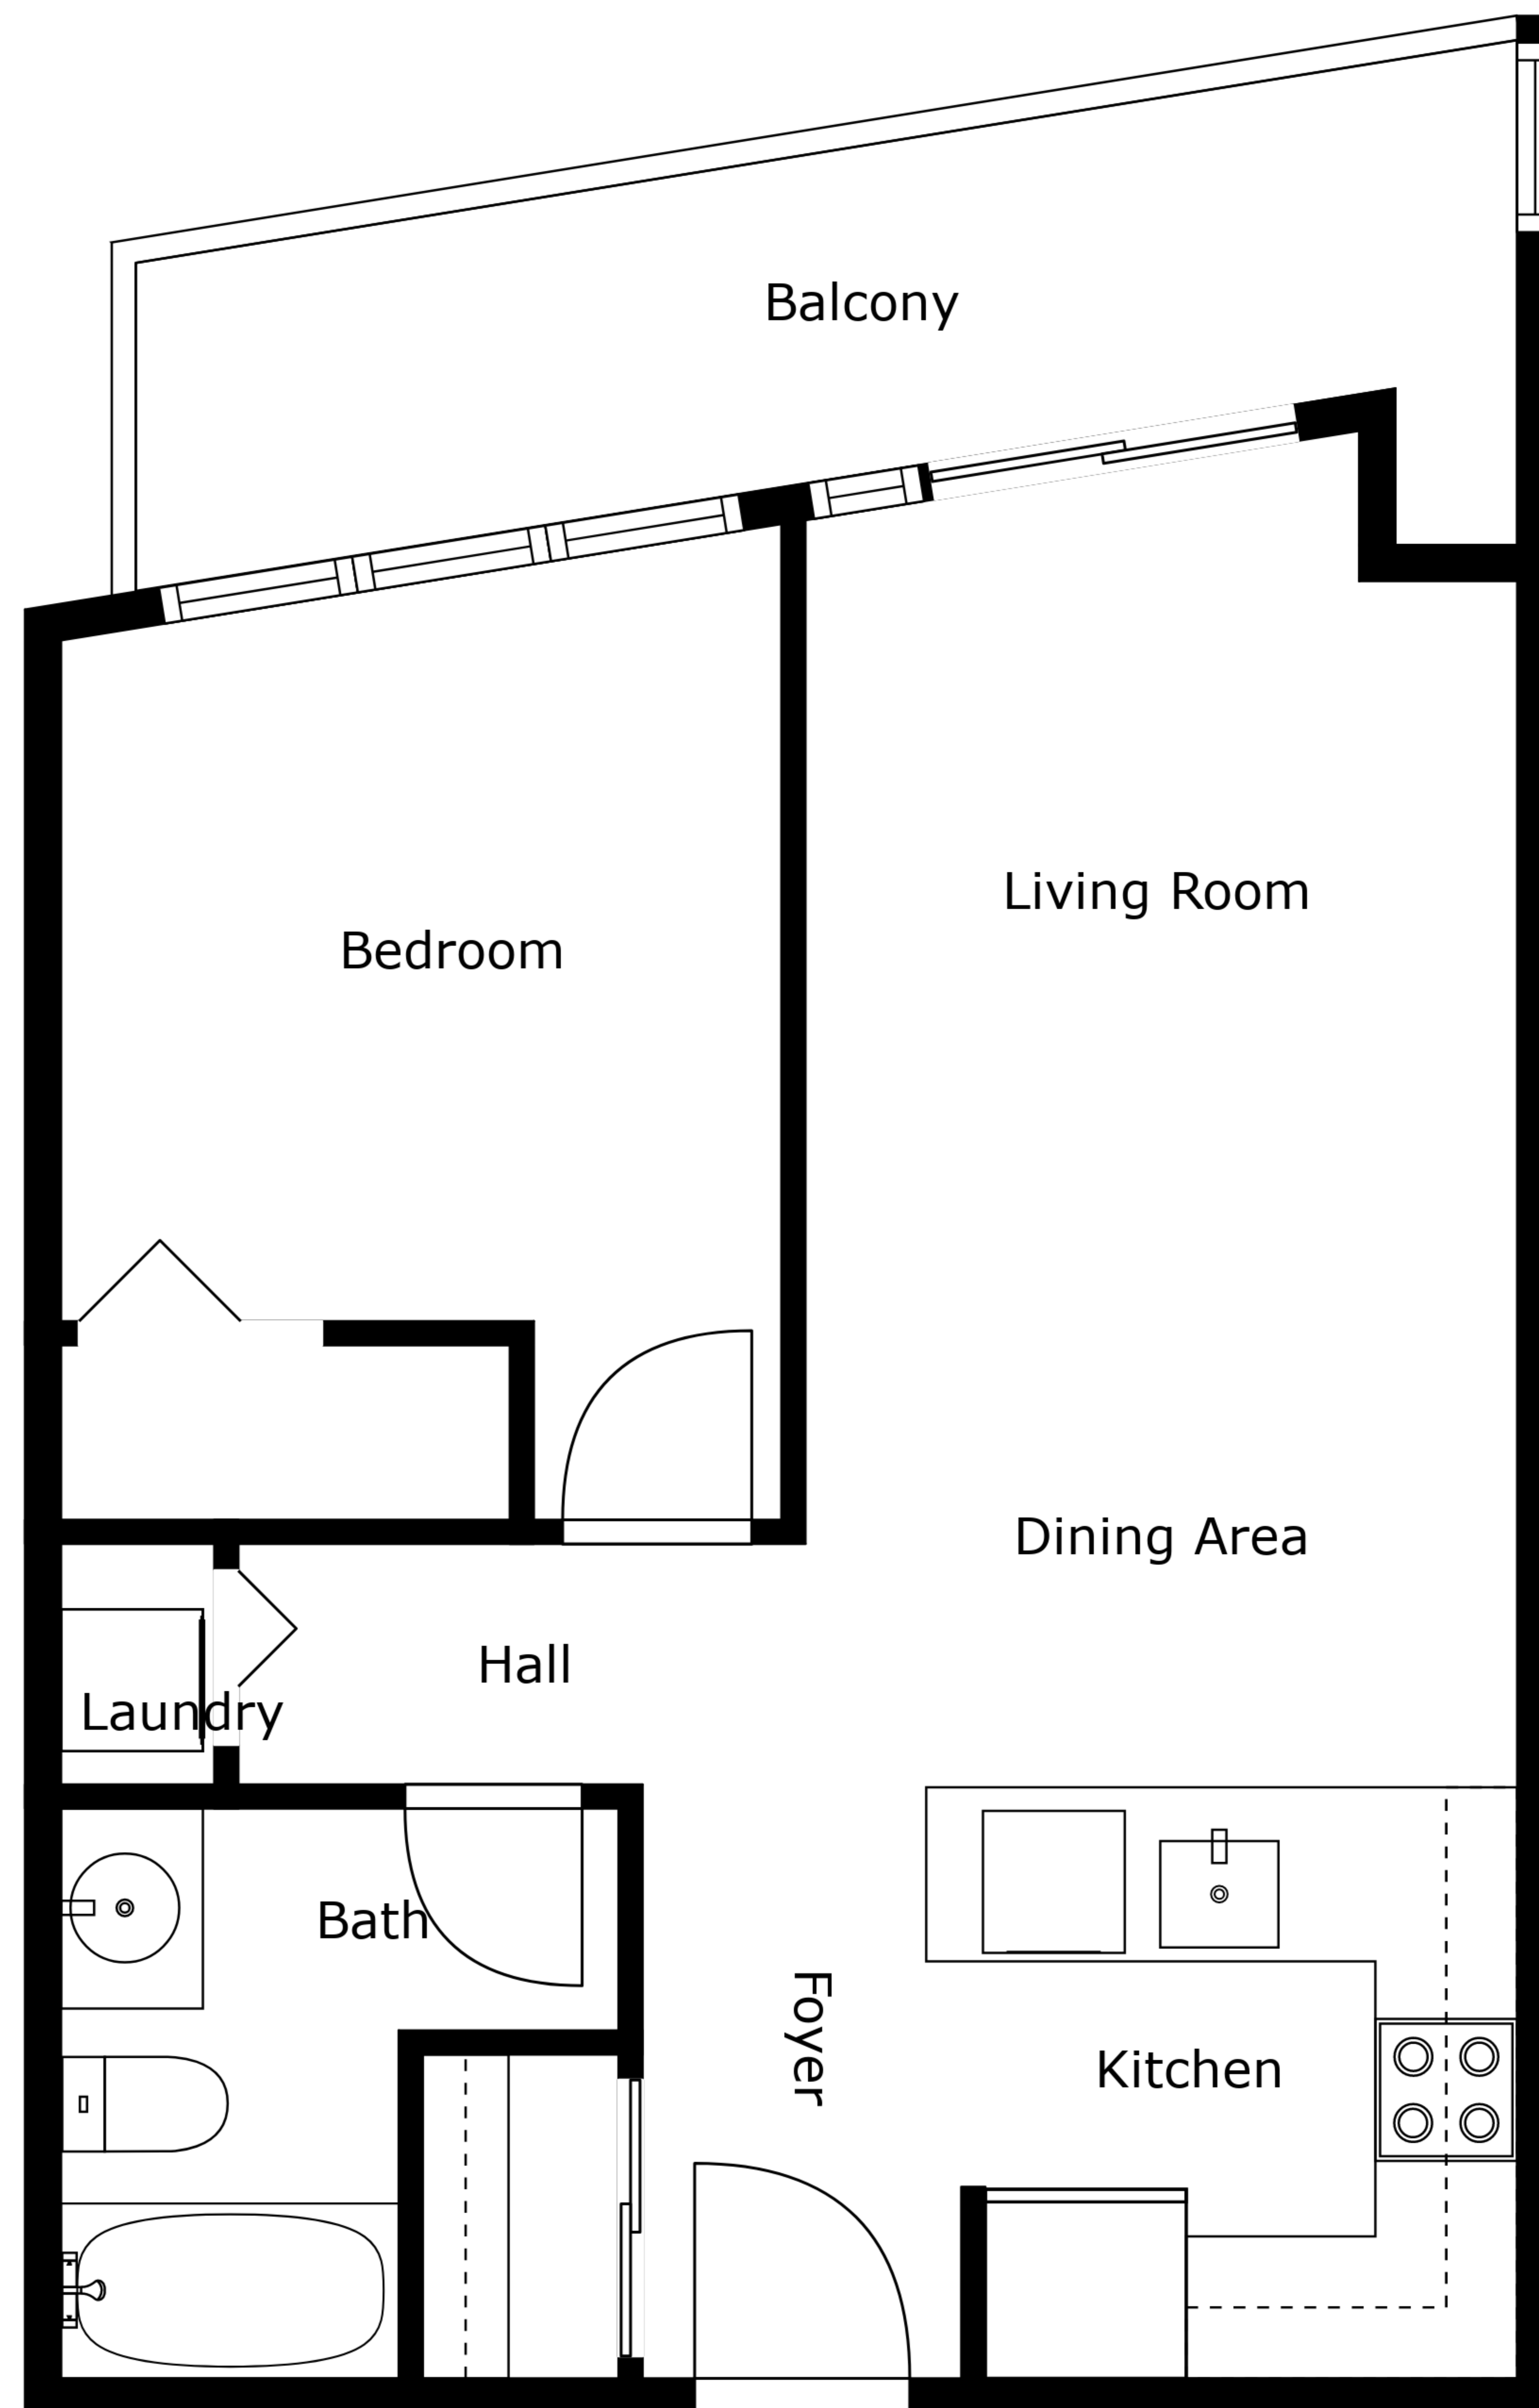 Balcony
Living Room
Bedroom
Dining Area
Hall
Laundry
Bath
Foyer
Kitchen